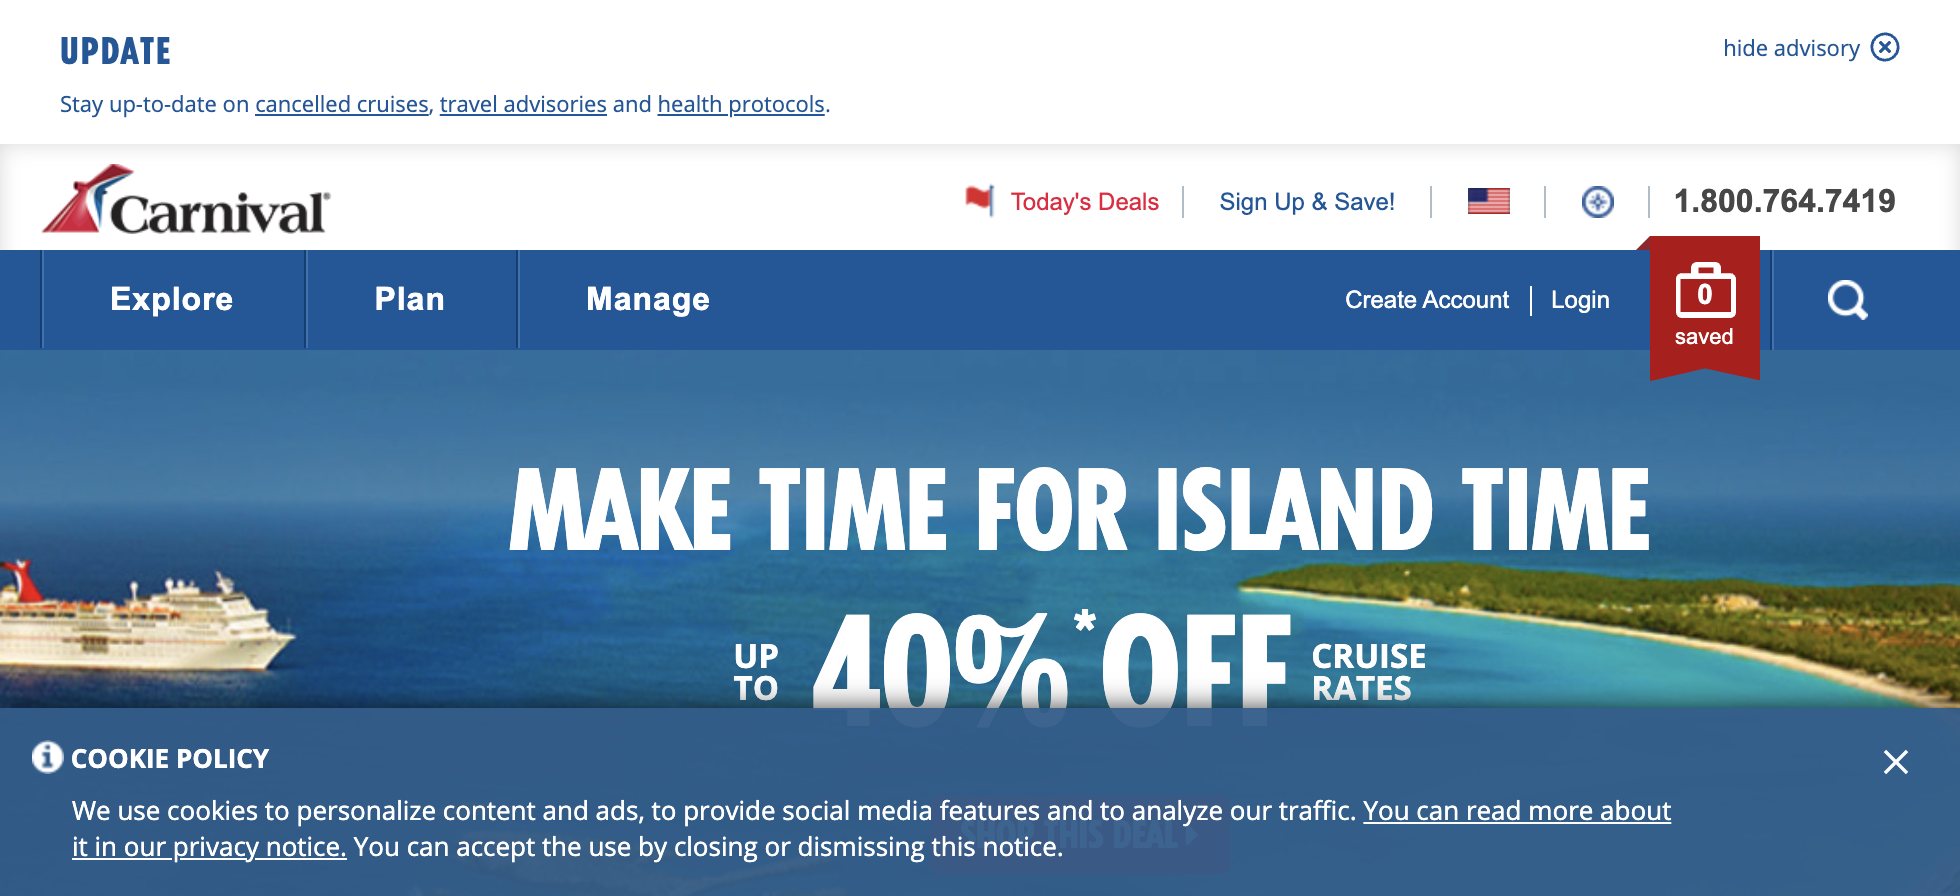 UPDATE
hide advisory
Stay up-to-date on cancelled cruises, travel advisories and health protocols.
Carnival®
Today's Deals
Sign Up & Save!
1.800.764.7419
Explore
Plan
Manage
Create Account
Login
0
saved
MAKE TIME FOR ISLAND TIME
UP TO
40%* OFF
CRUISE RATES
COOKIE POLICY
We use cookies to personalize content and ads, to provide social media features and to analyze our traffic. You can read more about
it in our privacy notice. You can accept the use by closing or dismissing this notice.
SHOP THIS DEAL